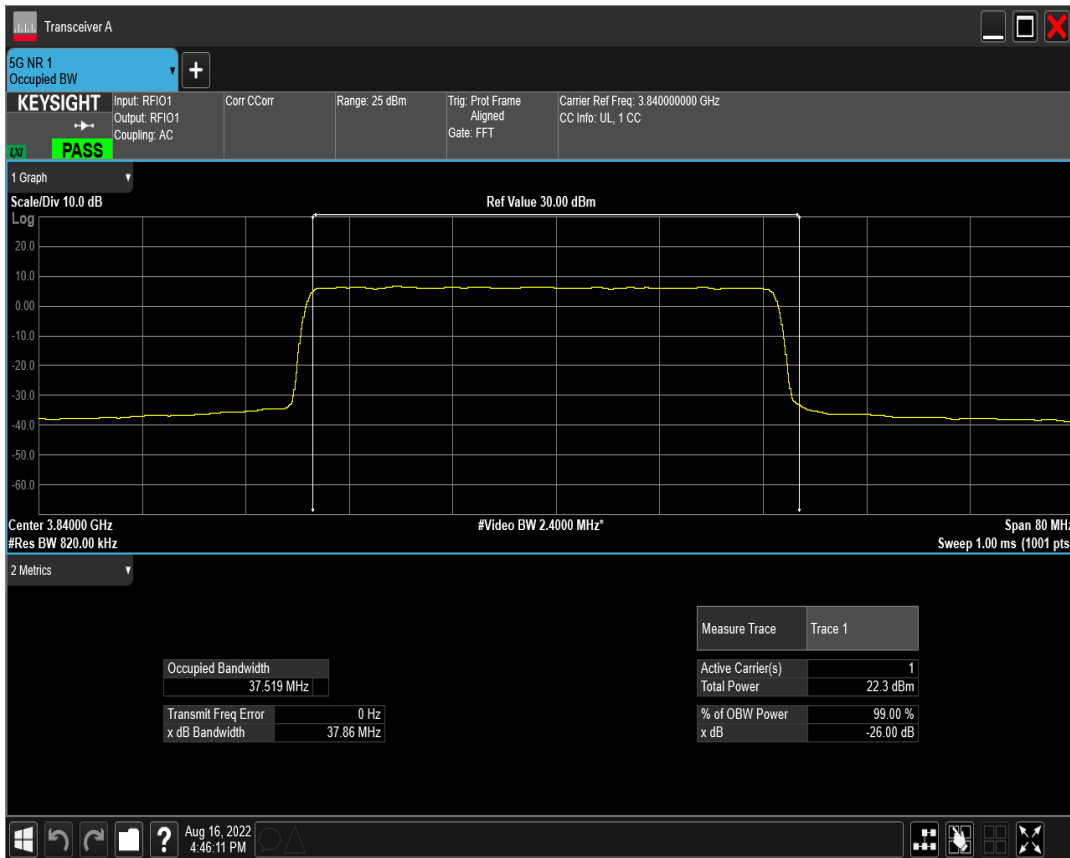 Transceiver A
5G NR 1
Occupied BW
+
KEYSIGHT
LXI
PASS
Input: RFIO1
Output: RFIO1
Coupling: AC
Corr CCorr
Range: 25 dBm
Trig: Prot Frame
Aligned
Gate: FFT
Carrier Ref Freq: 3.840000000 GHz
CC Info: UL, 1 CC
1 Graph
Scale/Div 10.0 dB
Ref Value 30.00 dBm
Log
20.0
10.0
0.00
-10.0
-20.0
-30.0
-40.0
-50.0
-60.0
Center 3.84000 GHz
#Video BW 2.4000 MHz*
Span 80 MHz
#Res BW 820.00 kHz
Sweep 1.00 ms (1001 pts
2 Metrics
Measure Trace
Trace 1
Occupied Bandwidth
37.519 MHz
Active Carrier(s)
1
Total Power
22.3 dBm
Transmit Freq Error
0 Hz
x dB Bandwidth
37.86 MHz
% of OBW Power
99.00 %
x dB
-26.00 dB
?
Aug 16, 2022
4:46:11 PM